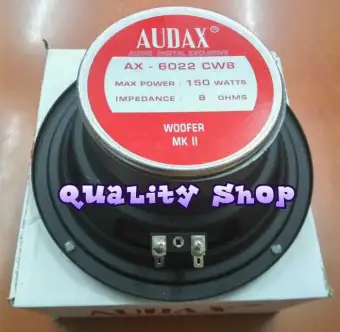 AUDAX®
AUDIO DIGITAL EXCLUSIVE
AX - 6022 CW8
MAX POWER : 150 WATTS
IMPEDANCE : 8 OHMS
WOOFER
MK II
Quality Shop
AUDAX